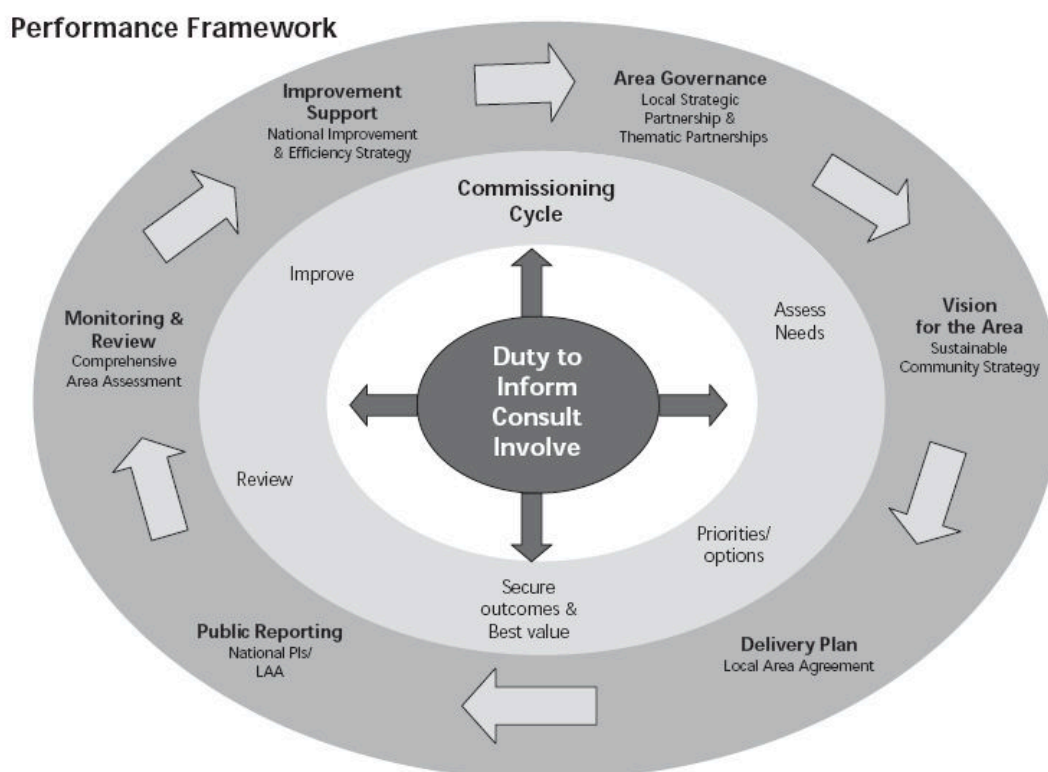 Performance Framework
Improvement
Support
National Improvement
& Efficiency Strategy
Area Governance
Local Strategic
Partnership &
Thematic Partnerships
Commissioning
Cycle
Improve
Assess
Needs
Vision
for the Area
Sustainable
Community Strategy
Monitoring &
Review
Comprehensive
Area Assessment
Duty to
Inform
Consult
Involve
Review
Priorities/
options
Secure
outcomes &
Best value
Public Reporting
National PIs/
LAA
Delivery Plan
Local Area Agreement